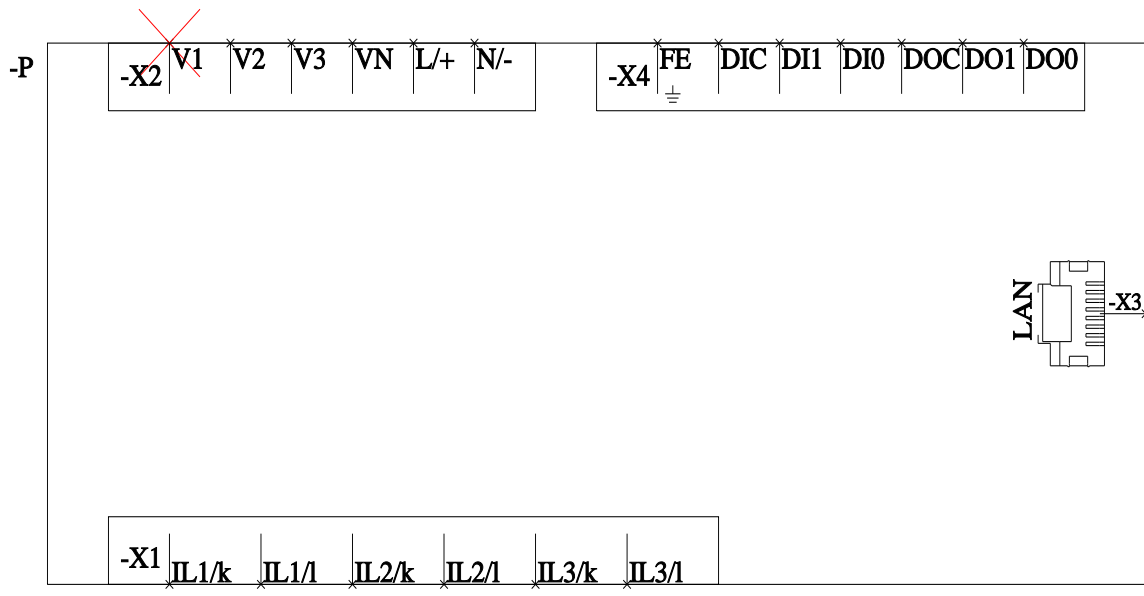 -P
-X2 V1 V2 V3 VN L/+ N/-
-X4 FE DIC DI1 DI0 DOC DO1 DO0
LAN
-X3
-X1 IL1/k IL1/l IL2/k IL2/l IL3/k IL3/l